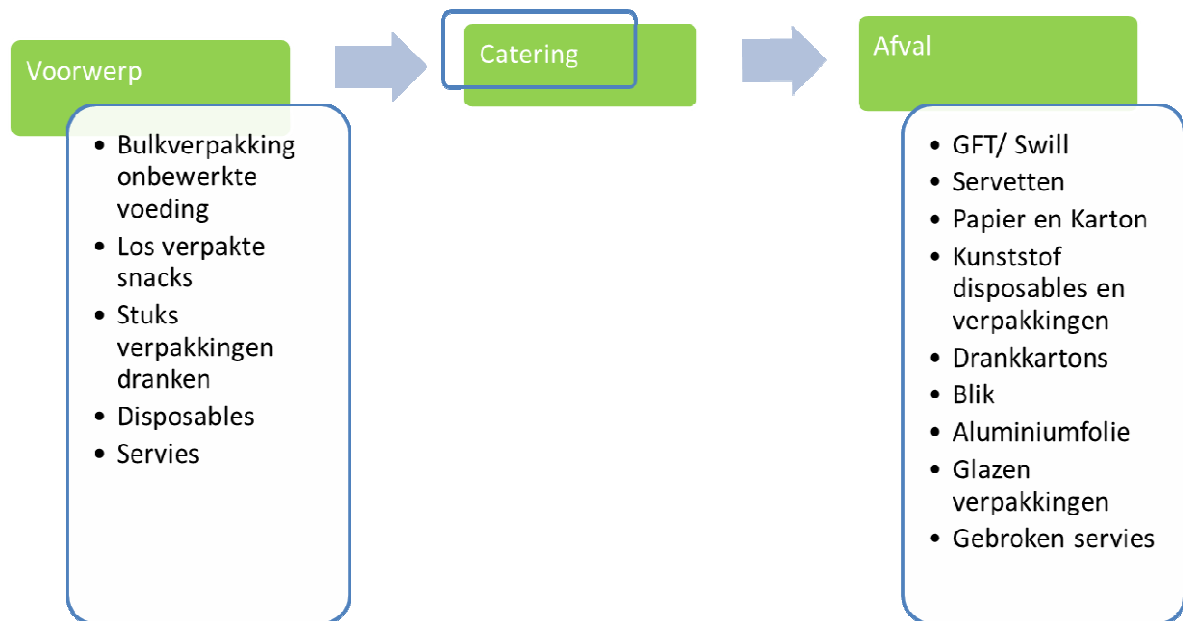 Voorwerp
• Bulkverpakking
onbewerkte
voeding
• Los verpakte
snacks
• Stuks
verpakkingen
dranken
• Disposables
• Servies
Catering
Afval
• GFT/ Swill
• Servetten
• Papier en Karton
• Kunststof
disposables en
verpakkingen
• Drankkartons
• Blik
• Aluminiumfolie
• Glazen
verpakkingen
• Gebroken servies